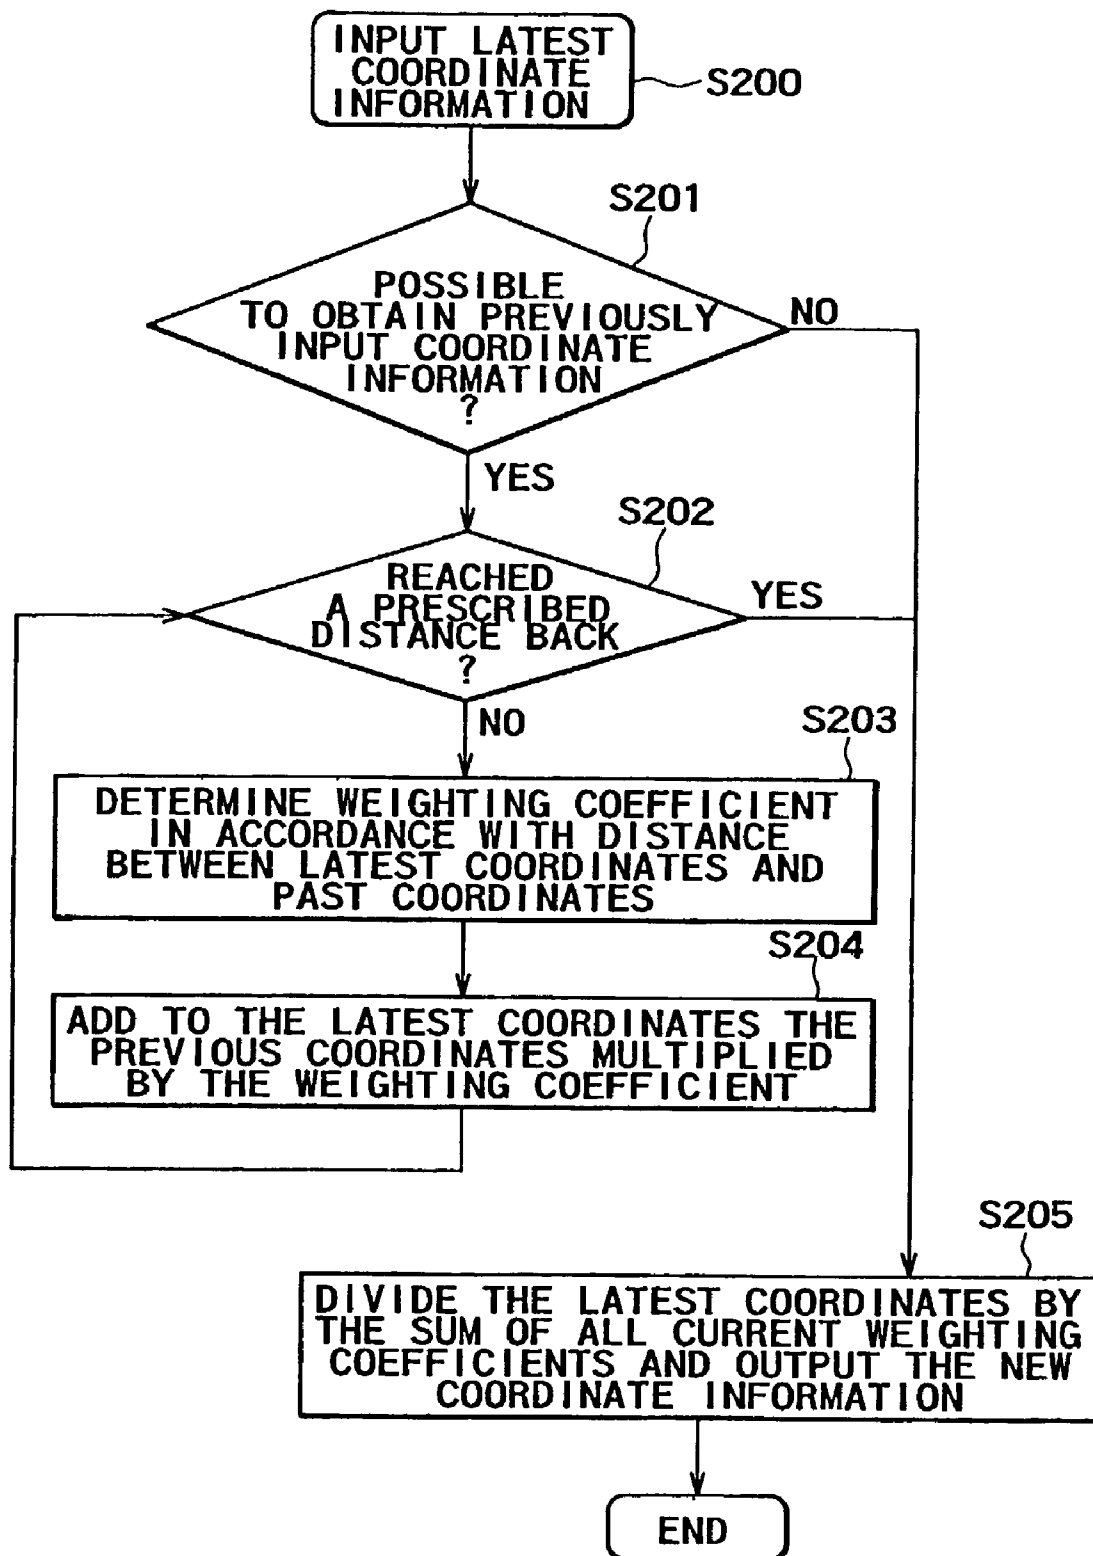 INPUT LATEST
COORDINATE
INFORMATION
S200
S201
POSSIBLE
TO OBTAIN PREVIOUSLY
INPUT COORDINATE
INFORMATION
?
NO
YES
S202
REACHED
A PRESCRIBED
DISTANCE BACK
?
YES
NO
S203
DETERMINE WEIGHTING COEFFICIENT
IN ACCORDANCE WITH DISTANCE
BETWEEN LATEST COORDINATES AND
PAST COORDINATES
S204
ADD TO THE LATEST COORDINATES THE
PREVIOUS COORDINATES MULTIPLIED
BY THE WEIGHTING COEFFICIENT
S205
DIVIDE THE LATEST COORDINATES BY
THE SUM OF ALL CURRENT WEIGHTING
COEFFICIENTS AND OUTPUT THE NEW
COORDINATE INFORMATION
END